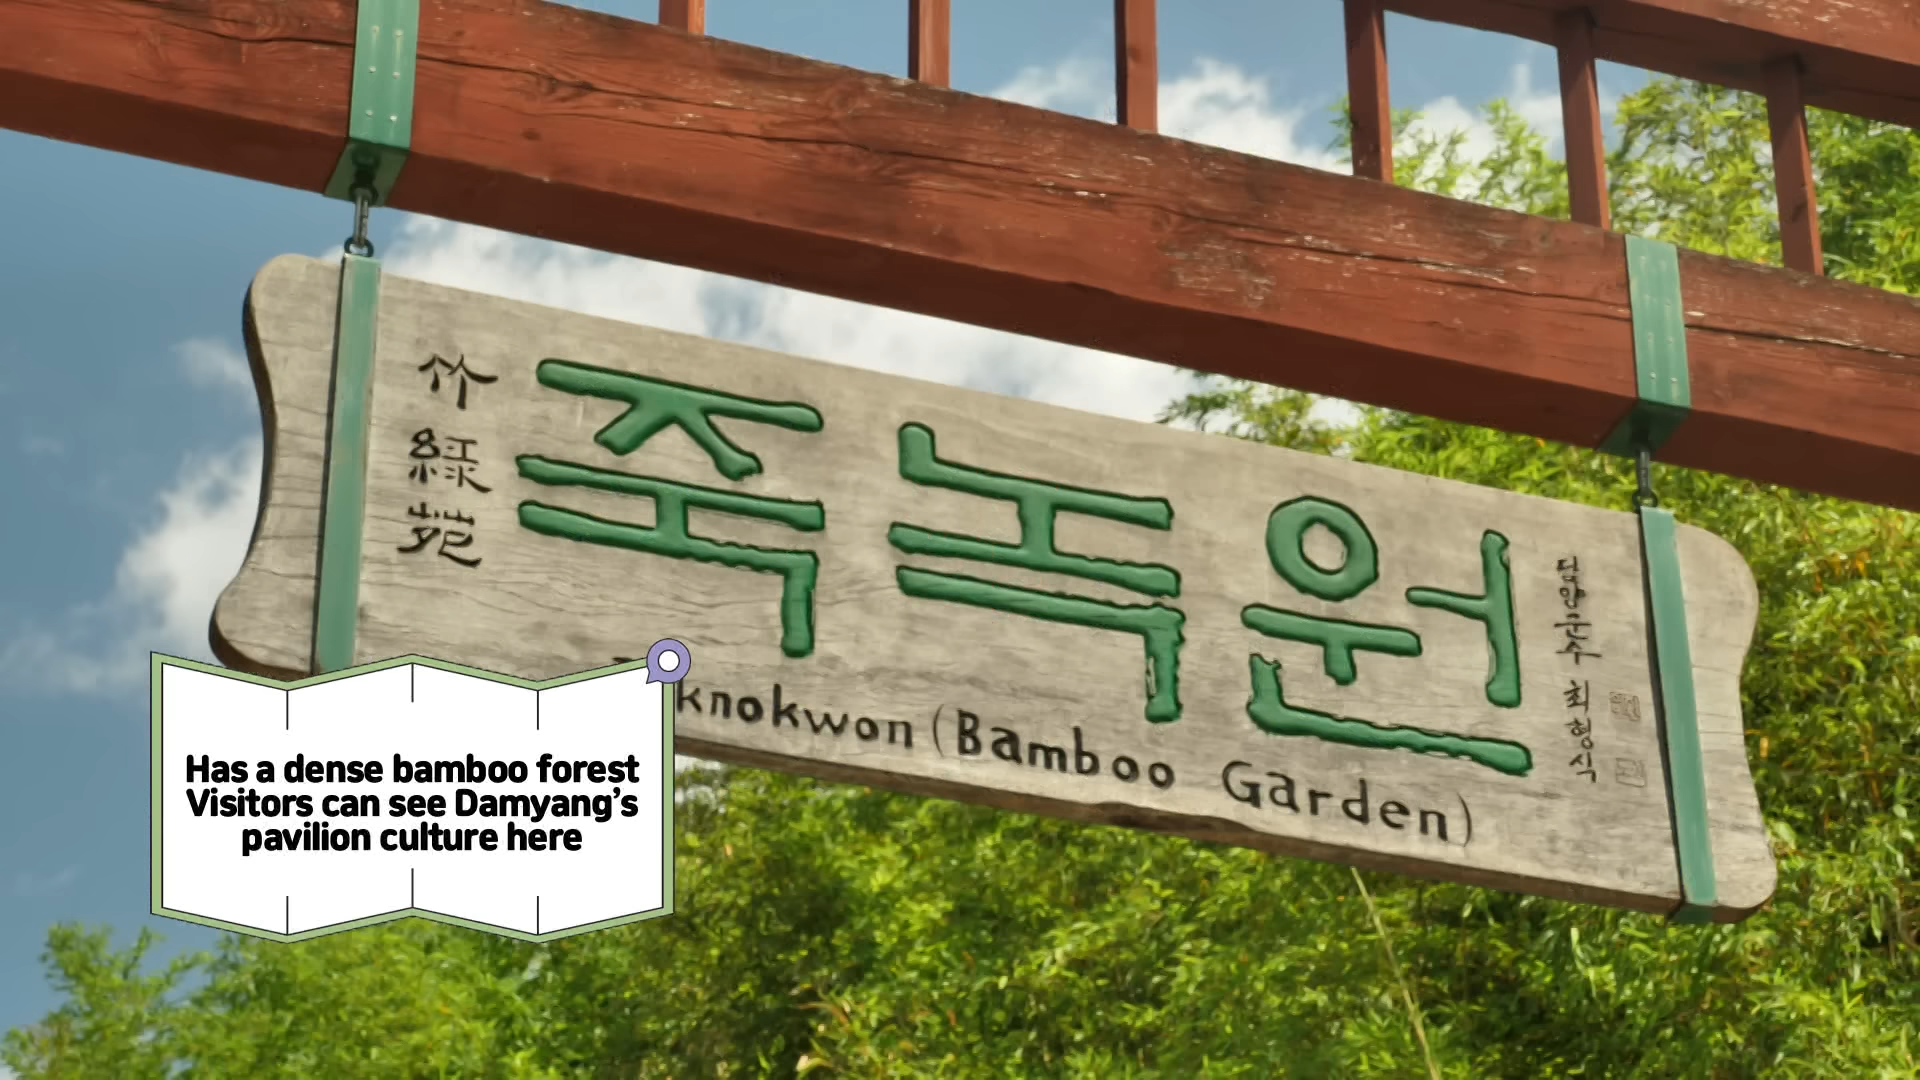 竹綠苑
죽녹원
knokwon (Bamboo Garden)
담양군수 최형식
Has a dense bamboo forest
Visitors can see Damyang's
pavilion culture here